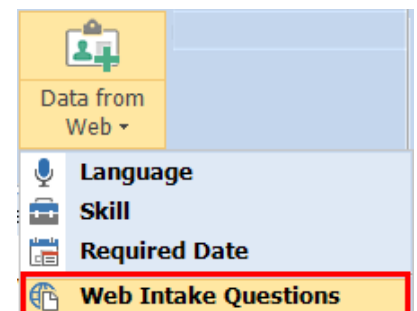 Data from
Web
Language
Skill
Required Date
Web Intake Questions